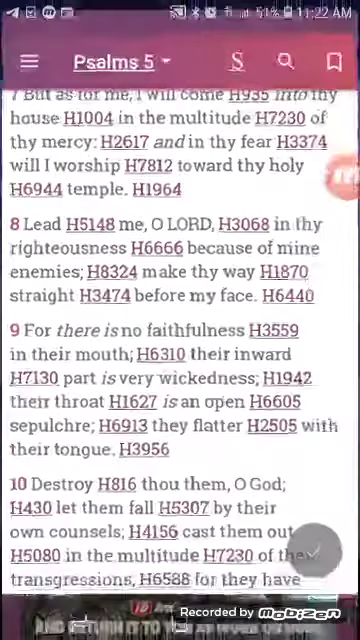 51% 11:22 AM
Psalms 5
7 But as for me, I will come H935 into thy
house H1004 in the multitude H7230 of
thy mercy: H2617 and in thy fear H3374
will I worship H7812 toward thy holy
H6944 temple. H1964
8 Lead H5148 me, O LORD, H3068 in thy
righteousness H6666 because of mine
enemies; H8324 make thy way H1870
straight H3474 before my face. H6440
9 For there is no faithfulness H3559
in their mouth; H6310 their inward
H7130 part is very wickedness; H1942
their throat H1627 is an open H6605
sepulchre; H6913 they flatter H2505 with
their tongue. H3956
10 Destroy H816 thou them, O God;
H430 let them fall H5307 by their
own counsels; H4156 cast them out
H5080 in the multitude H7230 of their
transgressions, H6588 for they have
Recorded by mobizen